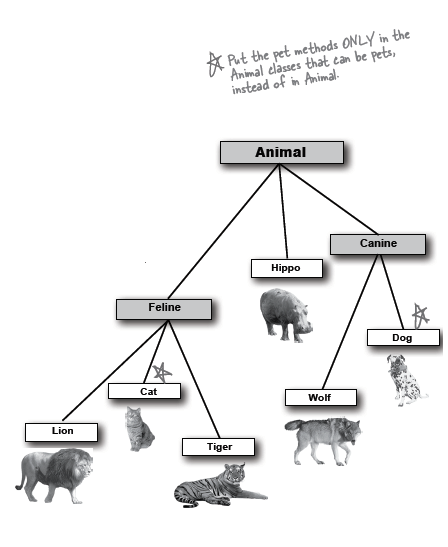 Put the pet methods ONLY in the
Animal classes that can be pets,
instead of in Animal.
Animal
Canine
Hippo
Feline
Dog
Cat
Wolf
Lion
Tiger